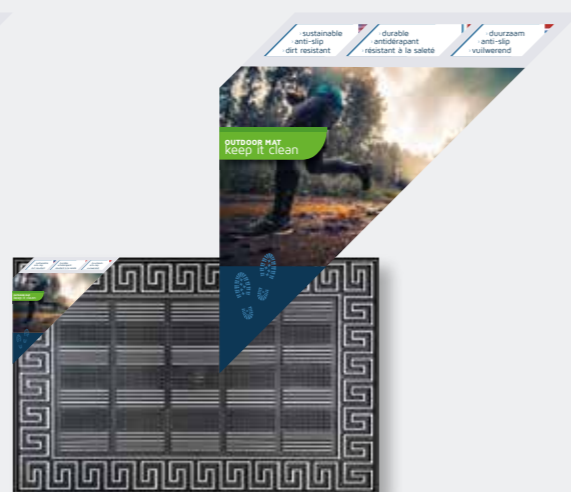 · sustainable
· anti-slip
· dirt resistant
· durable
· antidérapant
· résistant à la saleté
· duurzaam
· anti-slip
· vuilwerend
OUTDOOR MAT
keep it clean